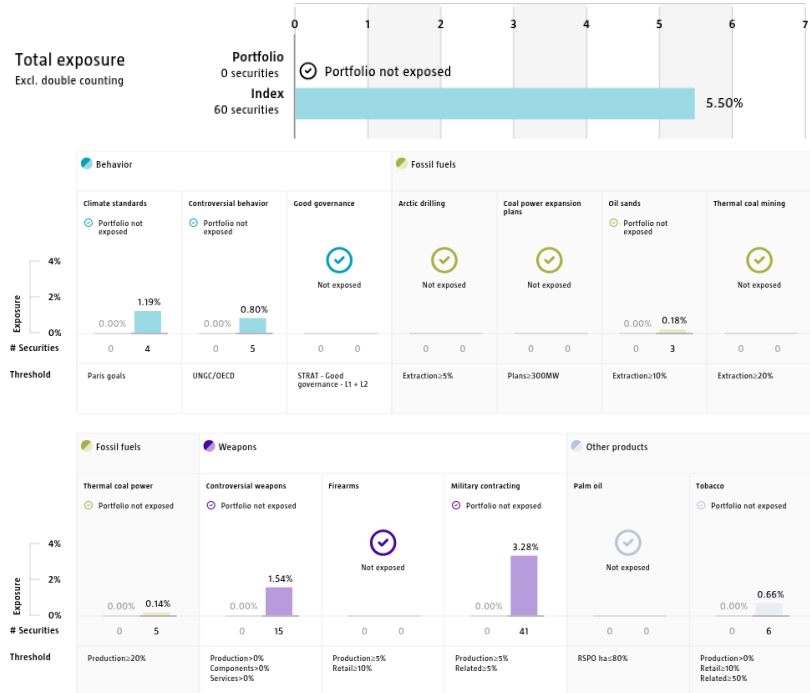 0 1 2 3 4 5 6 7
Total exposure
Excl. double counting
Portfolio
0 securities
Portfolio not exposed
Index
60 securities
5.50%
Behavior
Fossil fuels
Climate standards
Controversial behavior
Good governance
Arctic drilling
Coal power expansion
plans
Oil sands
Thermal coal mining
Portfolio not
exposed
Portfolio not
exposed
Portfolio not
exposed
Exposure
4%
2%
0%
Not exposed
Not exposed
Not exposed
Not exposed
0.00% 1.19%
0.00% 0.80%
0.00% 0.18%
# Securities 0 4 0 5 0 0 0 0 0 0 0 3 0 0
Threshold
Paris goals
UNGC/OECD
STRAT - Good
governance - L1 + L2
Extraction≥5%
Plans≥300MW
Extraction≥10%
Extraction≥20%
Fossil fuels
Weapons
Other products
Thermal coal power
Controversial weapons
Firearms
Military contracting
Palm oil
Tobacco
Portfolio not exposed
Portfolio not exposed
Portfolio not exposed
Portfolio not exposed
Exposure
4%
2%
0%
Not exposed
Not exposed
0.00% 0.14%
0.00% 1.54%
0.00% 3.28%
0.00% 0.66%
# Securities 0 5 0 15 0 0 0 41 0 0 0 6
Threshold
Production≥20%
Production>0%
Components>0%
Services>0%
Production≥5%
Retail≥10%
Production≥5%
Related≥5%
RSPO ha≤80%
Production>0%
Retail≥10%
Related≥50%